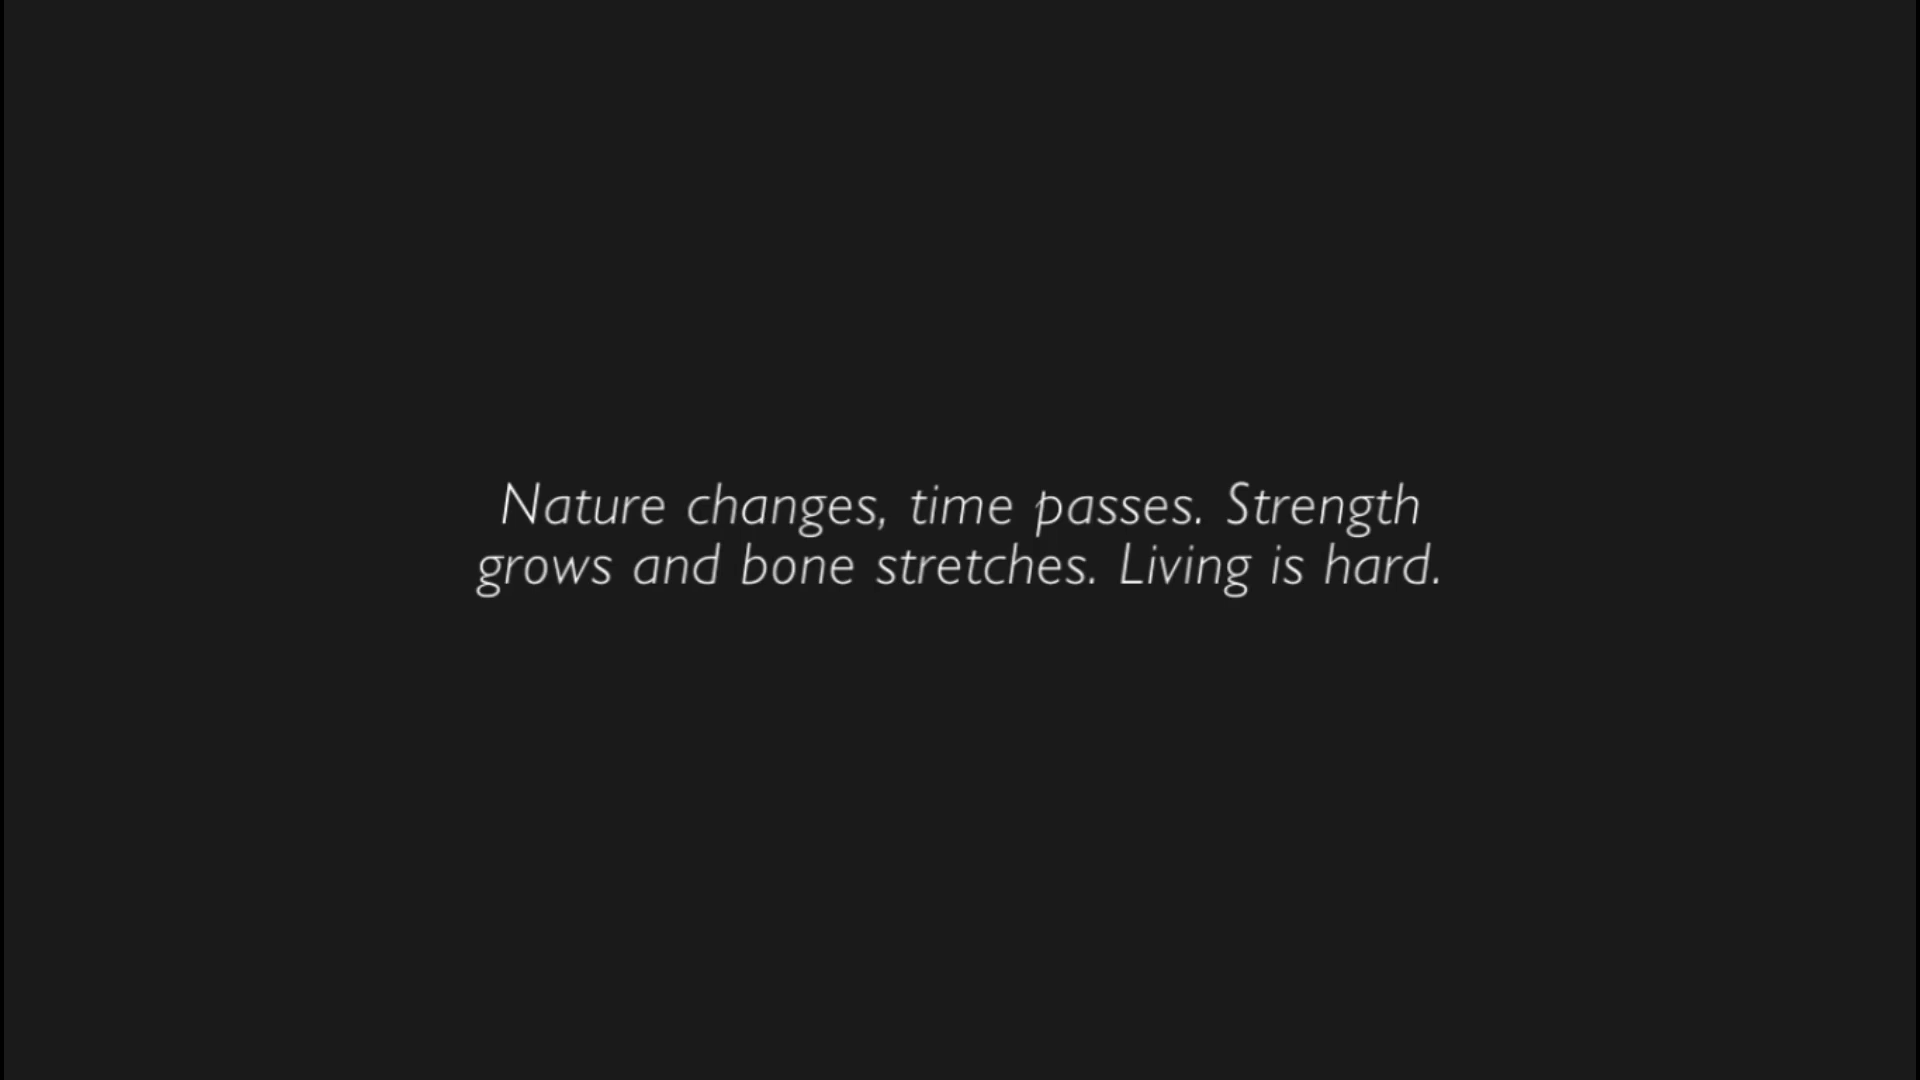 Nature changes, time passes. Strength
grows and bone stretches. Living is hard.